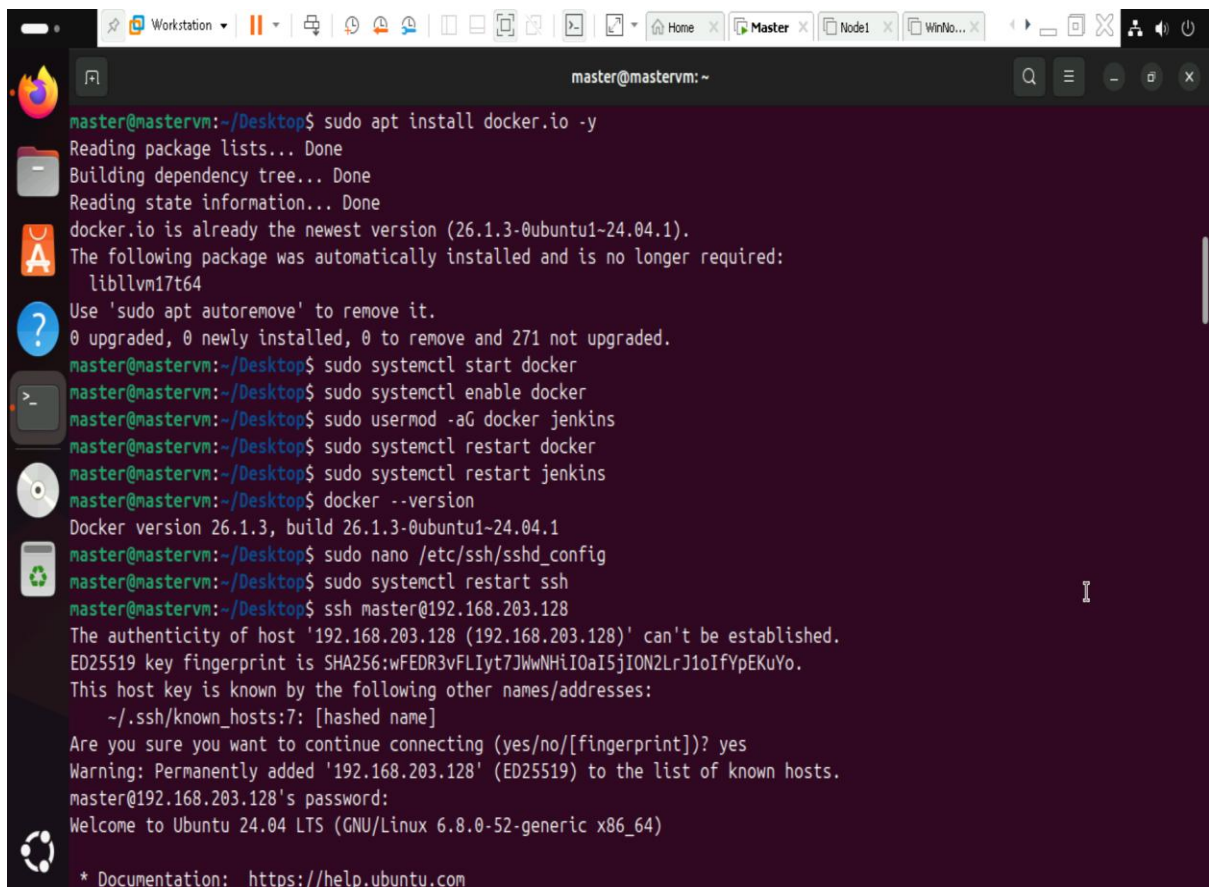 Workstation
Home
Master
Node1
WinNo...
master@mastervm: ~
master@mastervm:~/Desktop$ sudo apt install docker.io -y
Reading package lists... Done
Building dependency tree... Done
Reading state information... Done
docker.io is already the newest version (26.1.3-0ubuntu1~24.04.1).
The following package was automatically installed and is no longer required:
  libllvm17t64
Use 'sudo apt autoremove' to remove it.
0 upgraded, 0 newly installed, 0 to remove and 271 not upgraded.
master@mastervm:~/Desktop$ sudo systemctl start docker
master@mastervm:~/Desktop$ sudo systemctl enable docker
master@mastervm:~/Desktop$ sudo usermod -aG docker jenkins
master@mastervm:~/Desktop$ sudo systemctl restart docker
master@mastervm:~/Desktop$ sudo systemctl restart jenkins
master@mastervm:~/Desktop$ docker --version
Docker version 26.1.3, build 26.1.3-0ubuntu1~24.04.1
master@mastervm:~/Desktop$ sudo nano /etc/ssh/sshd_config
master@mastervm:~/Desktop$ sudo systemctl restart ssh
master@mastervm:~/Desktop$ ssh master@192.168.203.128
The authenticity of host '192.168.203.128 (192.168.203.128)' can't be established.
ED25519 key fingerprint is SHA256:wFEDR3vFLIyt7JWwNHiIOaI5jION2LrJ1oIfYpEKuYo.
This host key is known by the following other names/addresses:
    ~/.ssh/known_hosts:7: [hashed name]
Are you sure you want to continue connecting (yes/no/[fingerprint])? yes
Warning: Permanently added '192.168.203.128' (ED25519) to the list of known hosts.
master@192.168.203.128's password:
Welcome to Ubuntu 24.04 LTS (GNU/Linux 6.8.0-52-generic x86_64)
 * Documentation:  https://help.ubuntu.com